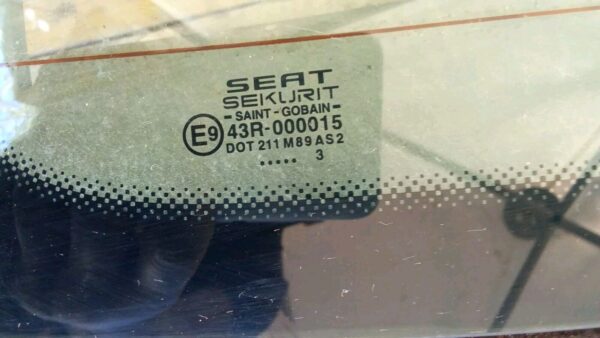 SEAT
SEKURIT
- SAINT - GOBAIN -
E9 43R-000015
DOT 211 M89 AS2
..... 3